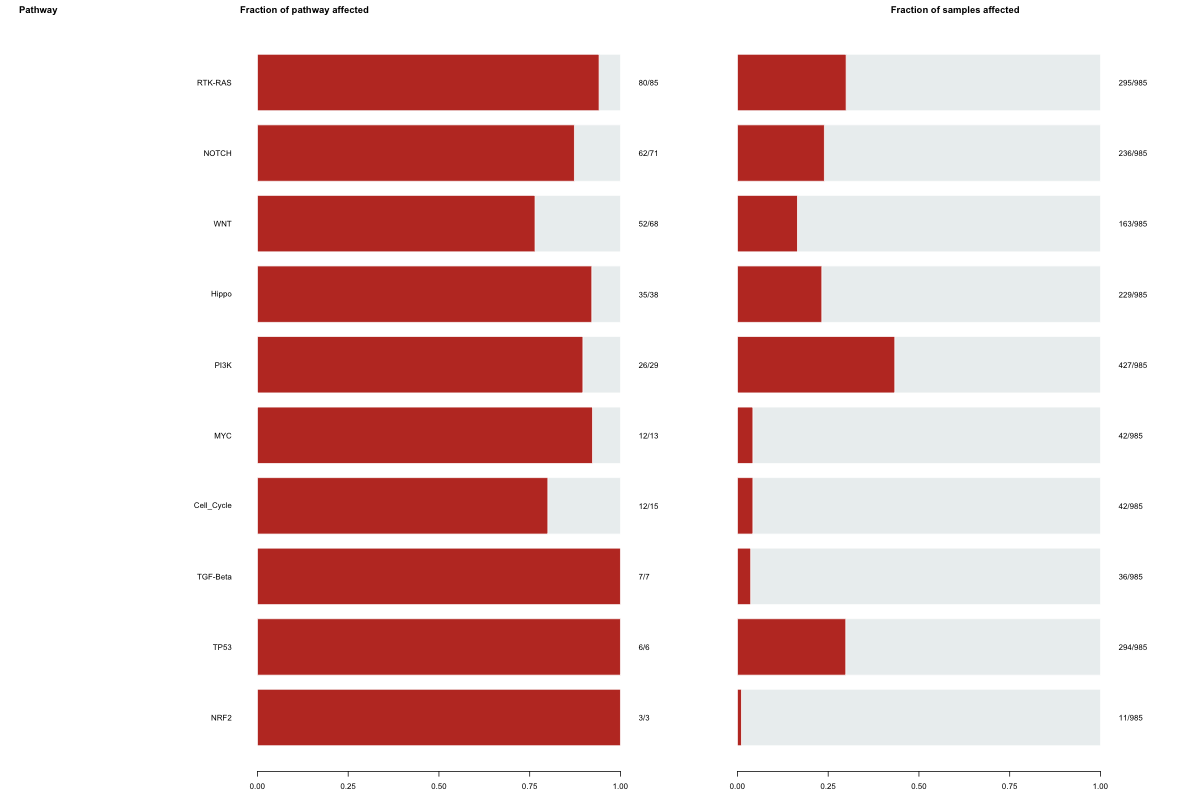 Pathway Fraction of pathway affected Fraction of samples affected
RTK-RAS 80/85 295/985
NOTCH 62/71 236/985
WNT 52/68 163/985
Hippo 35/38 229/985
PI3K 26/29 427/985
MYC 12/13 42/985
Cell_Cycle 12/15 42/985
TGF-Beta 7/7 36/985
TP53 6/6 294/985
NRF2 3/3 11/985
0.00 0.25 0.50 0.75 1.00 0.00 0.25 0.50 0.75 1.00